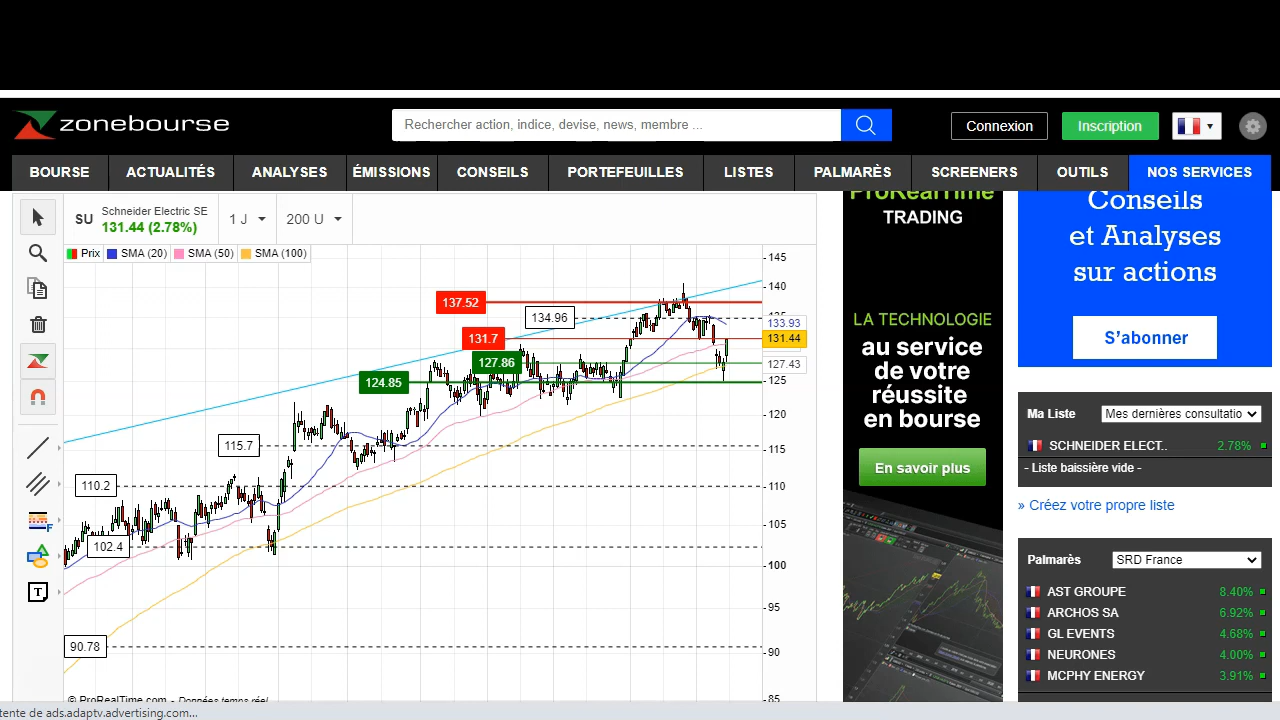 zonebourse
Rechercher action, indice, devise, news, membre ...
Connexion
Inscription
BOURSE ACTUALITÉS ANALYSES ÉMISSIONS CONSEILS PORTEFEUILLES LISTES PALMARÈS SCREENERS OUTILS NOS SERVICES
SU Schneider Electric SE
131.44 (2.78%)
1 J
200 U
Prix SMA (20) SMA (50) SMA (100)
145
140
137.52
134.96
133.93
131.7
131.44
127.86
127.43
124.85
125
120
115.7
115
110.2
110
105
102.4
100
95
90.78
90
85
© ProRealTime.com - Données temps réel
F
T
ProRealTime
TRADING
LA TECHNOLOGIE
au service
de votre
réussite
en bourse
En savoir plus
Conseils
et Analyses
sur actions
S'abonner
Ma Liste Mes dernières consultatio
SCHNEIDER ELECT.. 2.78%
- Liste baissière vide -
» Créez votre propre liste
Palmarès SRD France
AST GROUPE 8.40%
ARCHOS SA 6.92%
GL EVENTS 4.68%
NEURONES 4.00%
MCPHY ENERGY 3.91%
tente de ads.adaptv.advertising.com...